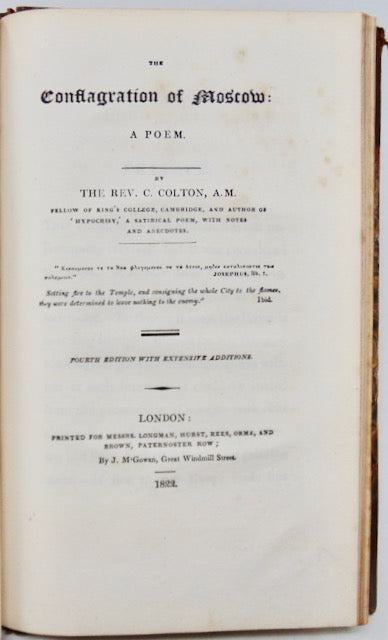 THE
Conflagration of Moscow:
A POEM.
BY
THE REV. C. COLTON, A.M.
FELLOW OF KING'S COLLEGE, CAMBRIDGE, AND AUTHOR OF
'HYPOCRISY,' A SATIRICAL POEM, WITH NOTES
AND ANECDOTES.
JOSEPHUS, lib. 1.
Setting fire to the Temple, and consigning the whole City to the flames,
they were determined to leave nothing to the enemy." Ibid.
FOURTH EDITION WITH EXTENSIVE ADDITIONS.
LONDON:
PRINTED FOR MESSRS. LONGMAN, HURST, REES, ORME, AND
BROWN, PATERNOSTER ROW;
By J. M'Gowan, Great Windmill Street.
1822.